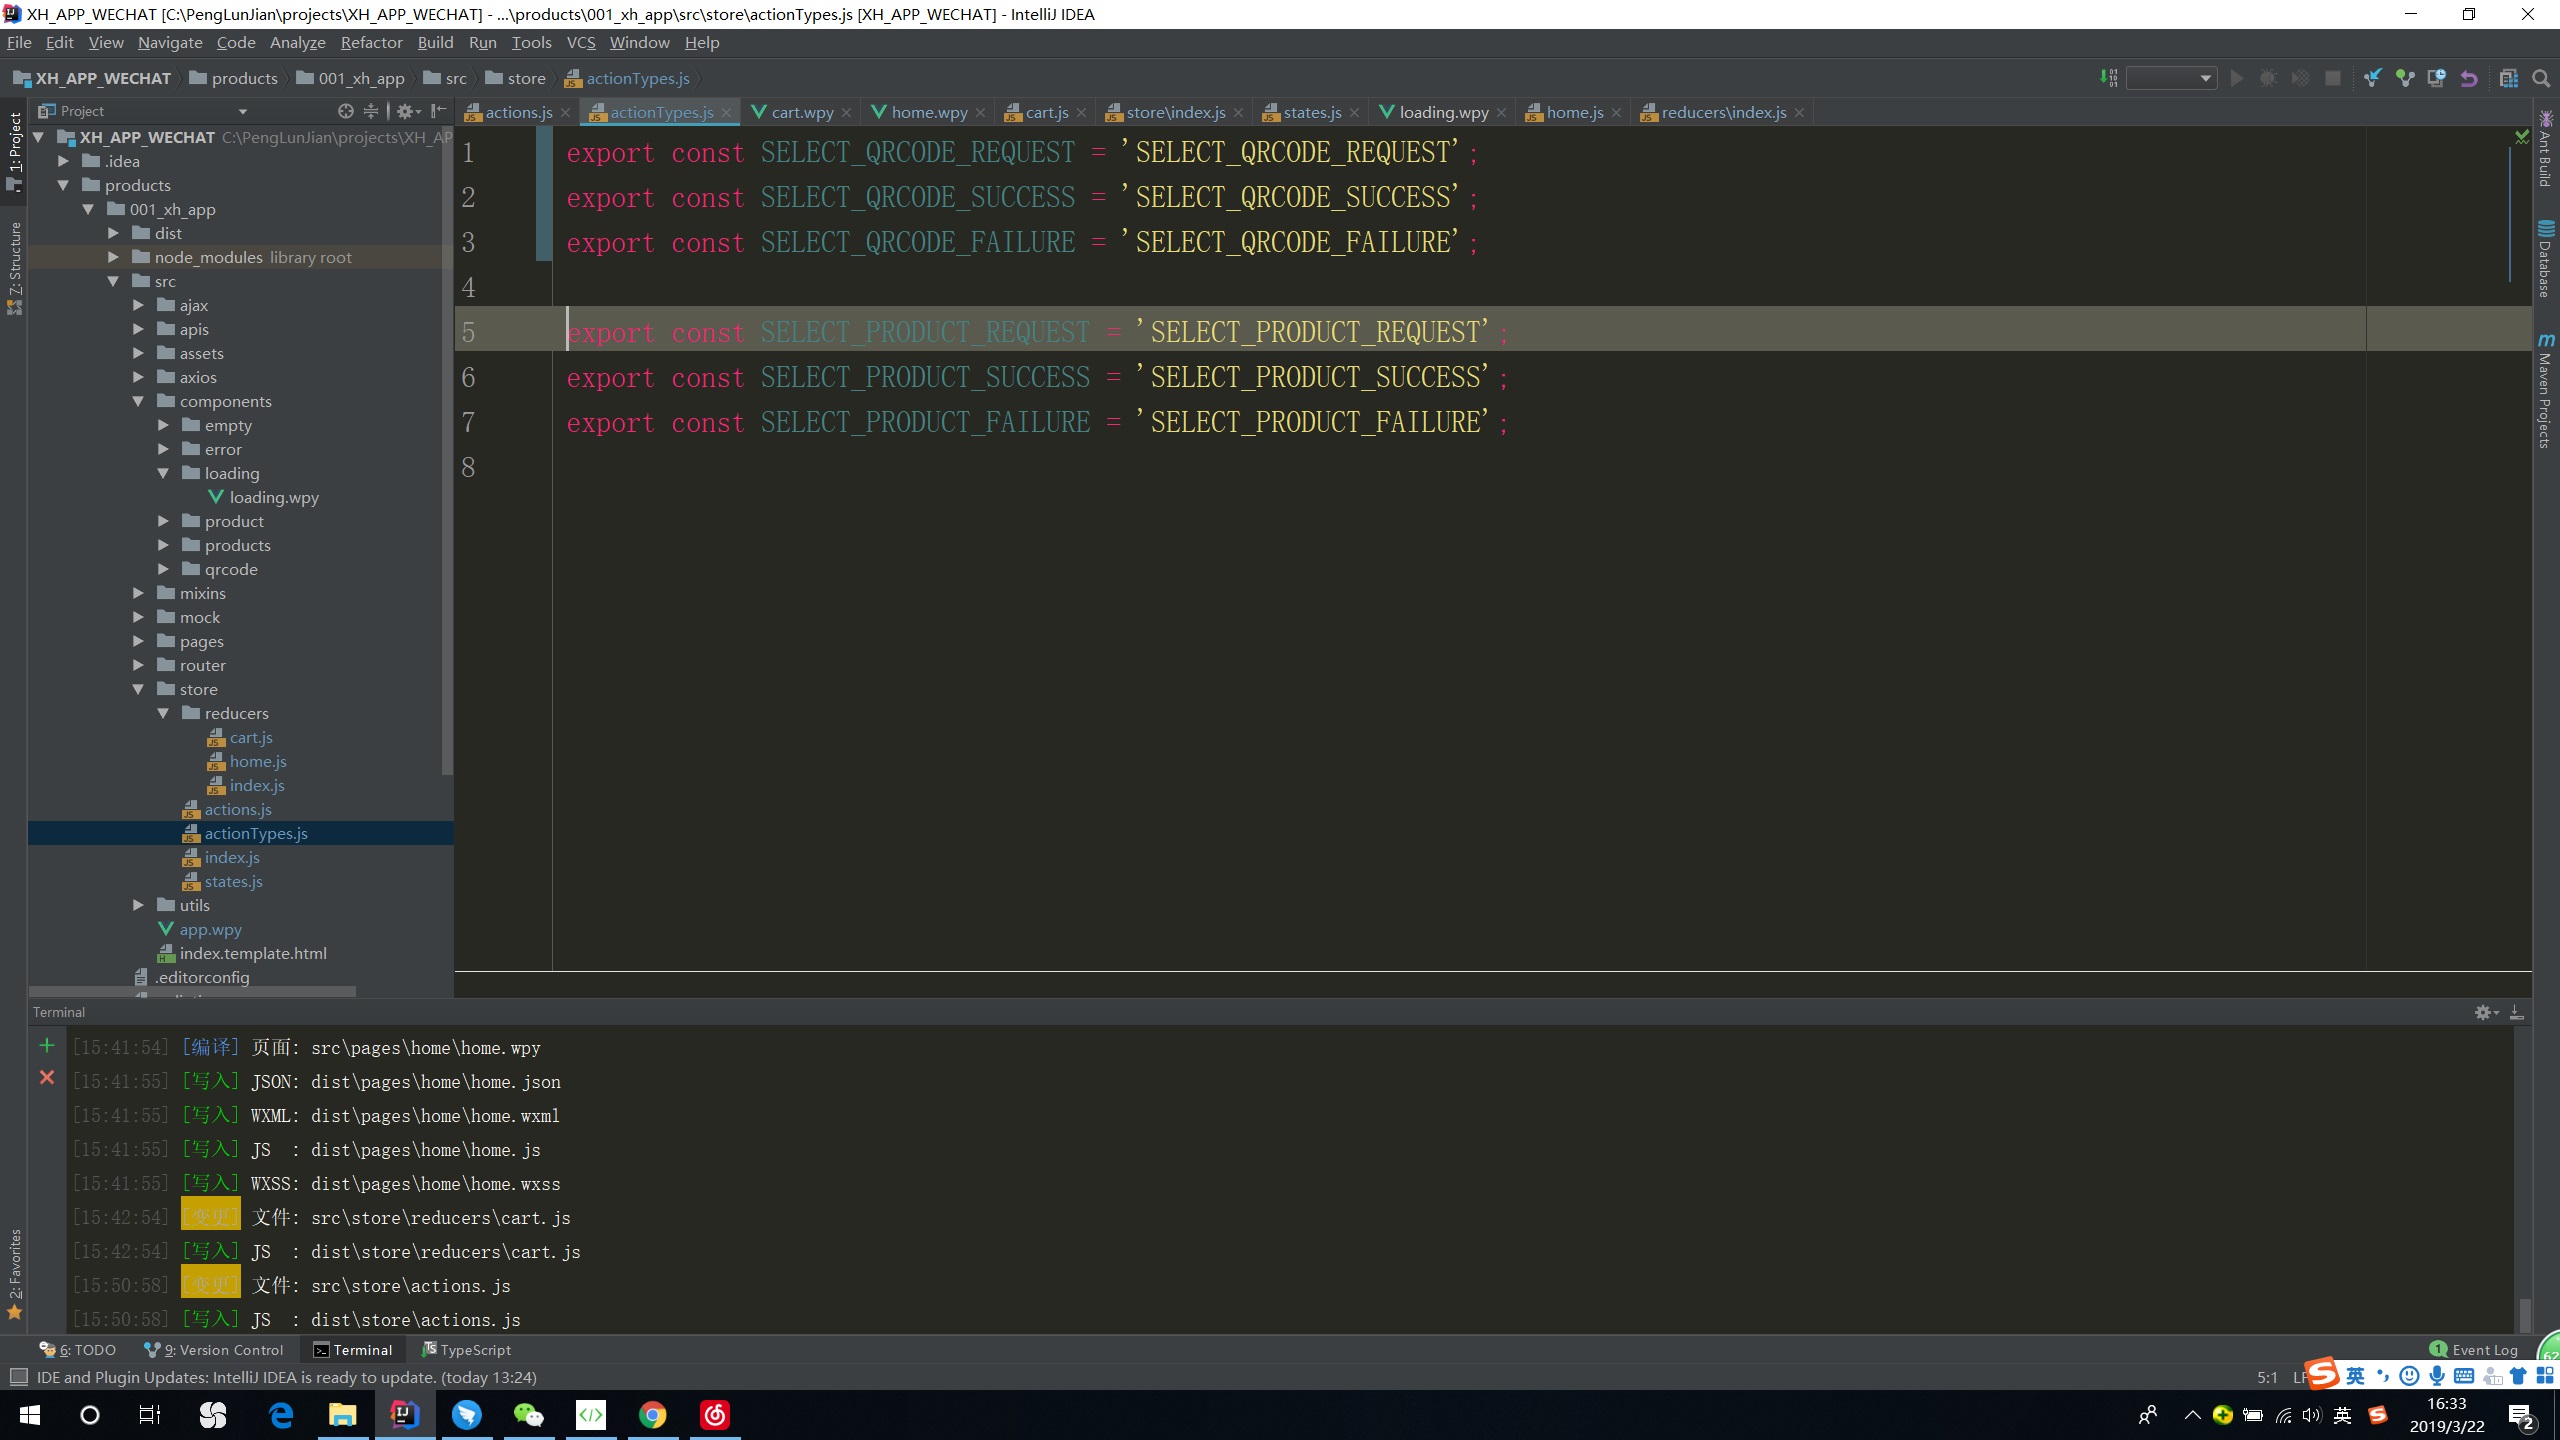 XH_APP_WECHAT [C:\PengLunJian\projects\XH_APP_WECHAT] - ...\products\001_xh_app\src\store\actionTypes.js [XH_APP_WECHAT] - IntelliJ IDEA
File Edit View Navigate Code Analyze Refactor Build Run Tools VCS Window Help
XH_APP_WECHAT products 001_xh_app src store actionTypes.js
Project
actions.js actionTypes.js cart.wpy home.wpy cart.js store\index.js states.js loading.wpy home.js reducers\index.js
1: Project
Z: Structure
2: Favorites
XH_APP_WECHAT C:\PengLunJian\projects\XH_AP
.idea
products
001_xh_app
dist
node_modules library root
src
ajax
apis
assets
axios
components
empty
error
loading
loading.wpy
product
products
qrcode
mixins
mock
pages
router
store
reducers
cart.js
home.js
index.js
actions.js
actionTypes.js
index.js
states.js
utils
app.wpy
index.template.html
.editorconfig
1 export const SELECT_QRCODE_REQUEST = 'SELECT_QRCODE_REQUEST';
2 export const SELECT_QRCODE_SUCCESS = 'SELECT_QRCODE_SUCCESS';
3 export const SELECT_QRCODE_FAILURE = 'SELECT_QRCODE_FAILURE';
4
5 export const SELECT_PRODUCT_REQUEST = 'SELECT_PRODUCT_REQUEST';
6 export const SELECT_PRODUCT_SUCCESS = 'SELECT_PRODUCT_SUCCESS';
7 export const SELECT_PRODUCT_FAILURE = 'SELECT_PRODUCT_FAILURE';
8
Ant Build
Database
Maven Projects
Terminal
[15:41:54] [编译] 页面: src\pages\home\home.wpy
[15:41:55] [写入] JSON: dist\pages\home\home.json
[15:41:55] [写入] WXML: dist\pages\home\home.wxml
[15:41:55] [写入] JS : dist\pages\home\home.js
[15:41:55] [写入] WXSS: dist\pages\home\home.wxss
[15:42:54] [变更] 文件: src\store\reducers\cart.js
[15:42:54] [写入] JS : dist\store\reducers\cart.js
[15:50:58] [变更] 文件: src\store\actions.js
[15:50:58] [写入] JS : dist\store\actions.js
6: TODO 9: Version Control Terminal TypeScript 1 Event Log
62
IDE and Plugin Updates: IntelliJ IDEA is ready to update. (today 13:24) 5:1 LF 英
英
16:33
2019/3/22
2